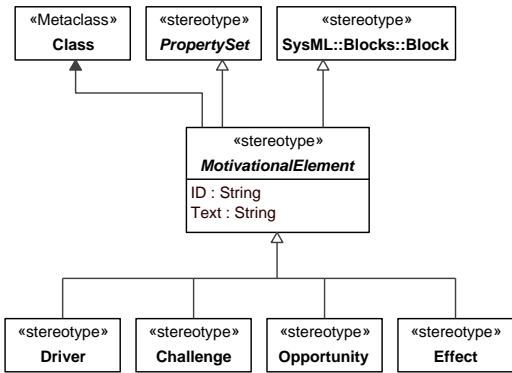 «Metaclass»
Class
«stereotype»
PropertySet
«stereotype»
SysML::Blocks::Block
«stereotype»
MotivationalElement
ID : String
Text : String
«stereotype»
Driver
«stereotype»
Challenge
«stereotype»
Opportunity
«stereotype»
Effect